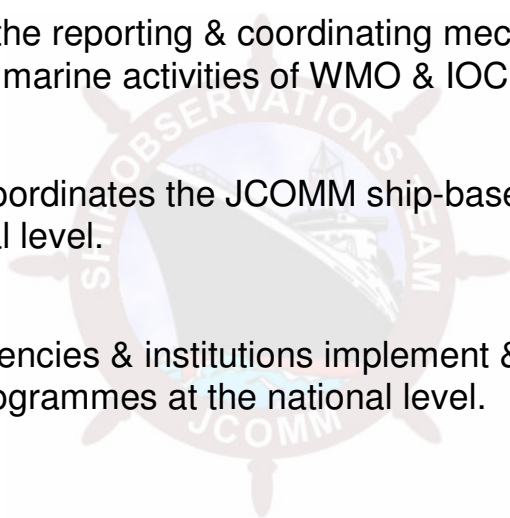 the reporting & coordinating mec
marine activities of WMO & IOC
oordinates the JCOMM ship-base
l level.
encies & institutions implement &
ogrammes at the national level.
SHIP OBSERVATIONS TEAM
JCOMM